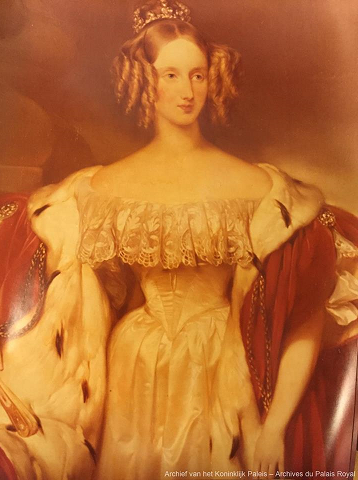 Archief van het Koninklijk Paleis – Archives du Palais Royal